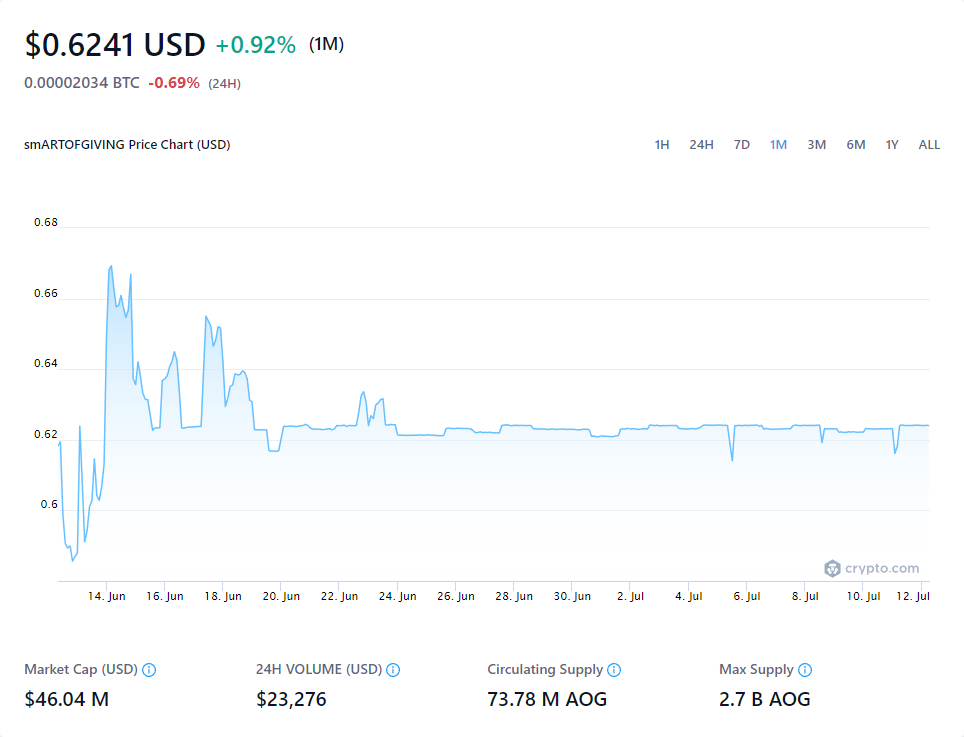 $0.6241 USD +0.92% (1M)
0.00002034 BTC -0.69% (24H)
smARTOFGIVING Price Chart (USD) 1H 24H 7D 1M 3M 6M 1Y ALL
0.68
0.66
0.64
0.62
0.6
crypto.com
14. Jun 16. Jun 18. Jun 20. Jun 22. Jun 24. Jun 26. Jun 28. Jun 30. Jun 2. Jul 4. Jul 6. Jul 8. Jul 10. Jul 12. Jul
Market Cap (USD) 24H VOLUME (USD) Circulating Supply Max Supply
$46.04 M $23,276 73.78 M AOG 2.7 B AOG